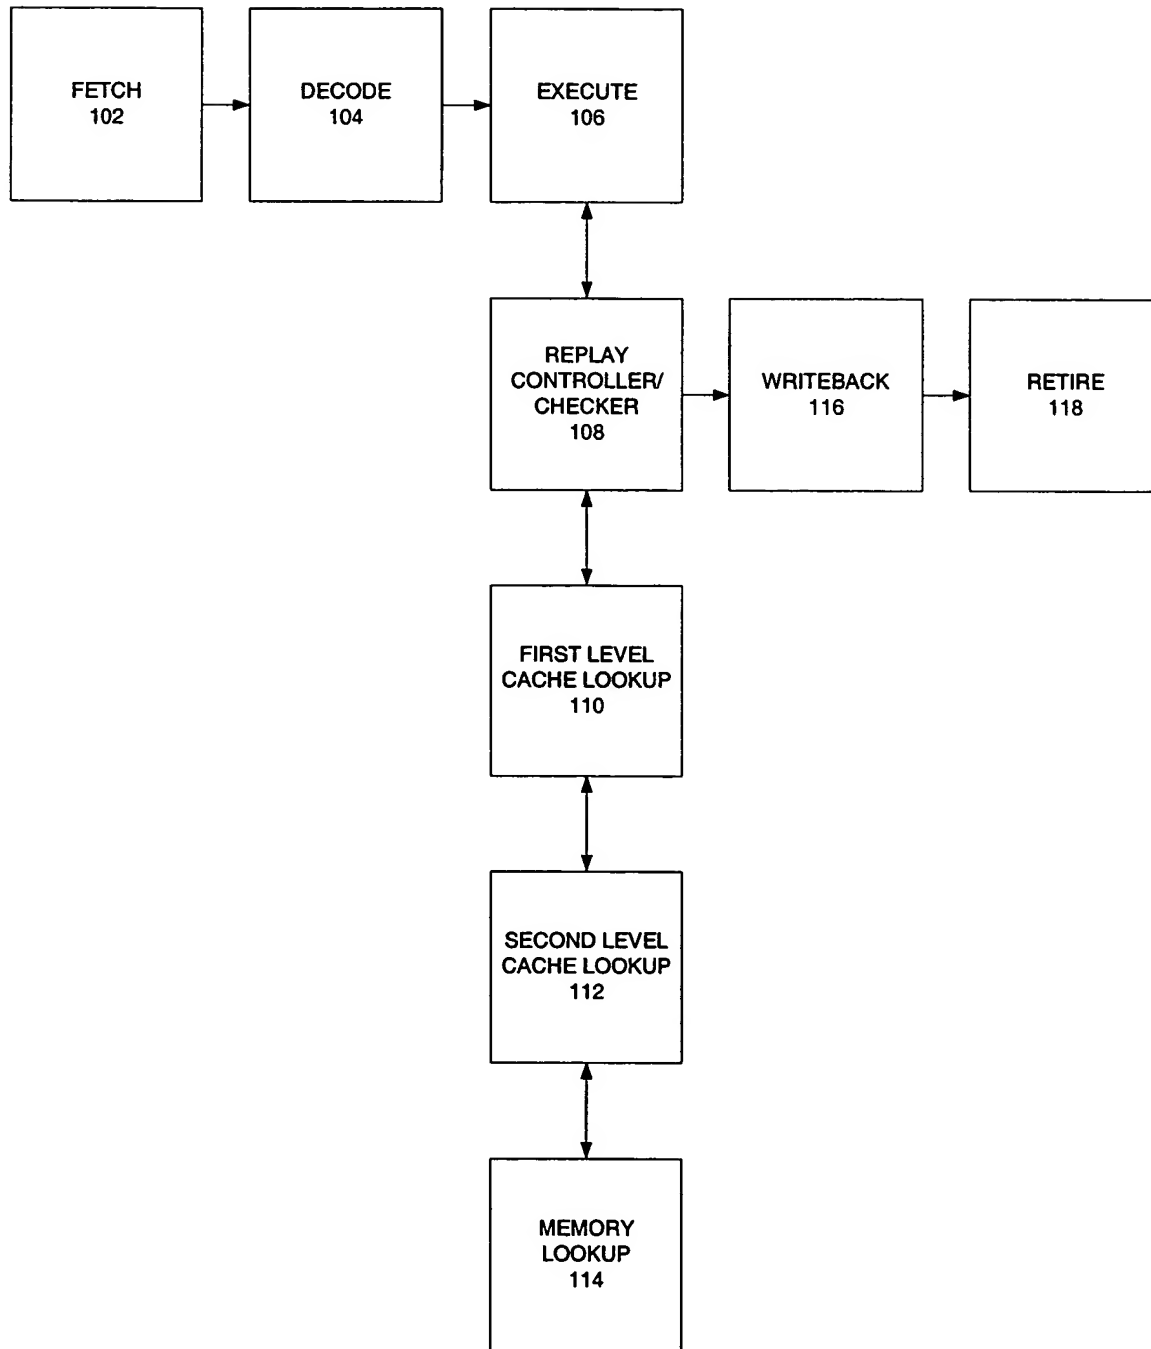 FETCH
102
DECODE
104
EXECUTE
106
REPLAY
CONTROLLER/
CHECKER
108
WRITEBACK
116
RETIRE
118
FIRST LEVEL
CACHE LOOKUP
110
SECOND LEVEL
CACHE LOOKUP
112
MEMORY
LOOKUP
114